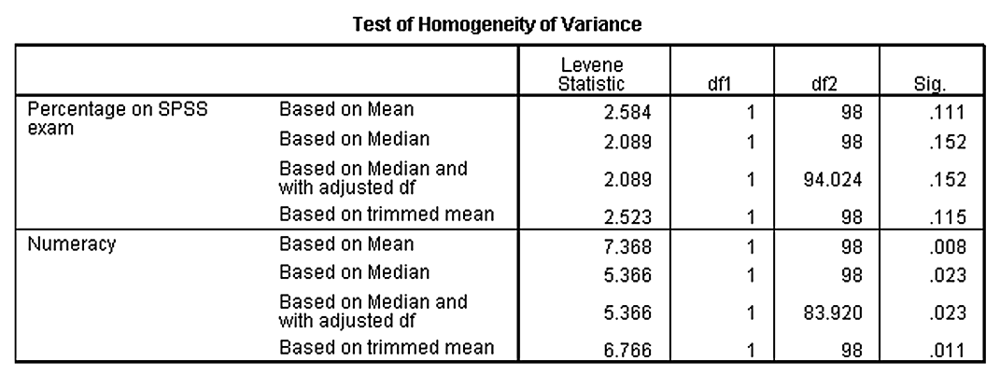 Test of Homogeneity of Variance
Levene Statistic df1 df2 Sig.
Percentage on SPSS exam Based on Mean 2.584 1 98 .111
Based on Median 2.089 1 98 .152
Based on Median and with adjusted df 2.089 1 94.024 .152
Based on trimmed mean 2.523 1 98 .115
Numeracy Based on Mean 7.368 1 98 .008
Based on Median 5.366 1 98 .023
Based on Median and with adjusted df 5.366 1 83.920 .023
Based on trimmed mean 6.766 1 98 .011